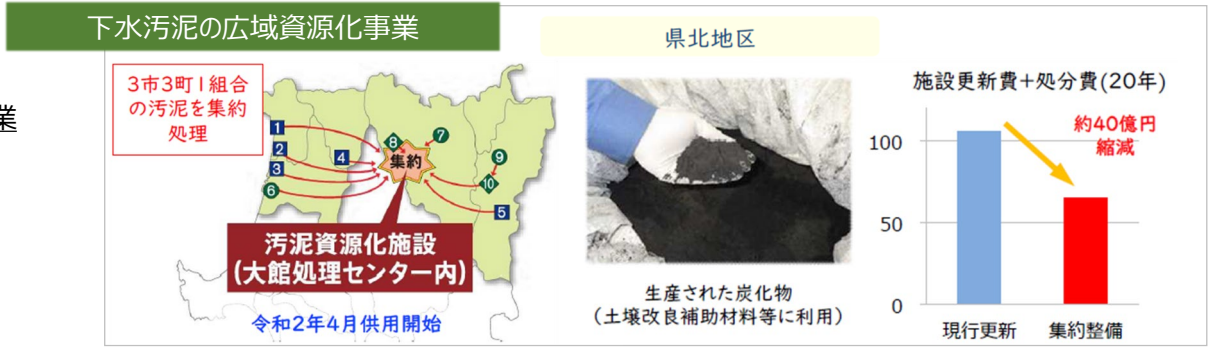 下水汚泥の広域資源化事業
県北地区
業
3市3町1組合
の汚泥を集約
処理
1
2
3
4
5
6
7
8
9
10
集約
汚泥資源化施設
(大館処理センター内)
令和2年4月供用開始
生産された炭化物
(土壌改良補助材料等に利用)
施設更新費+処分費(20年)
約40億円
縮減
100
50
0
現行更新
集約整備